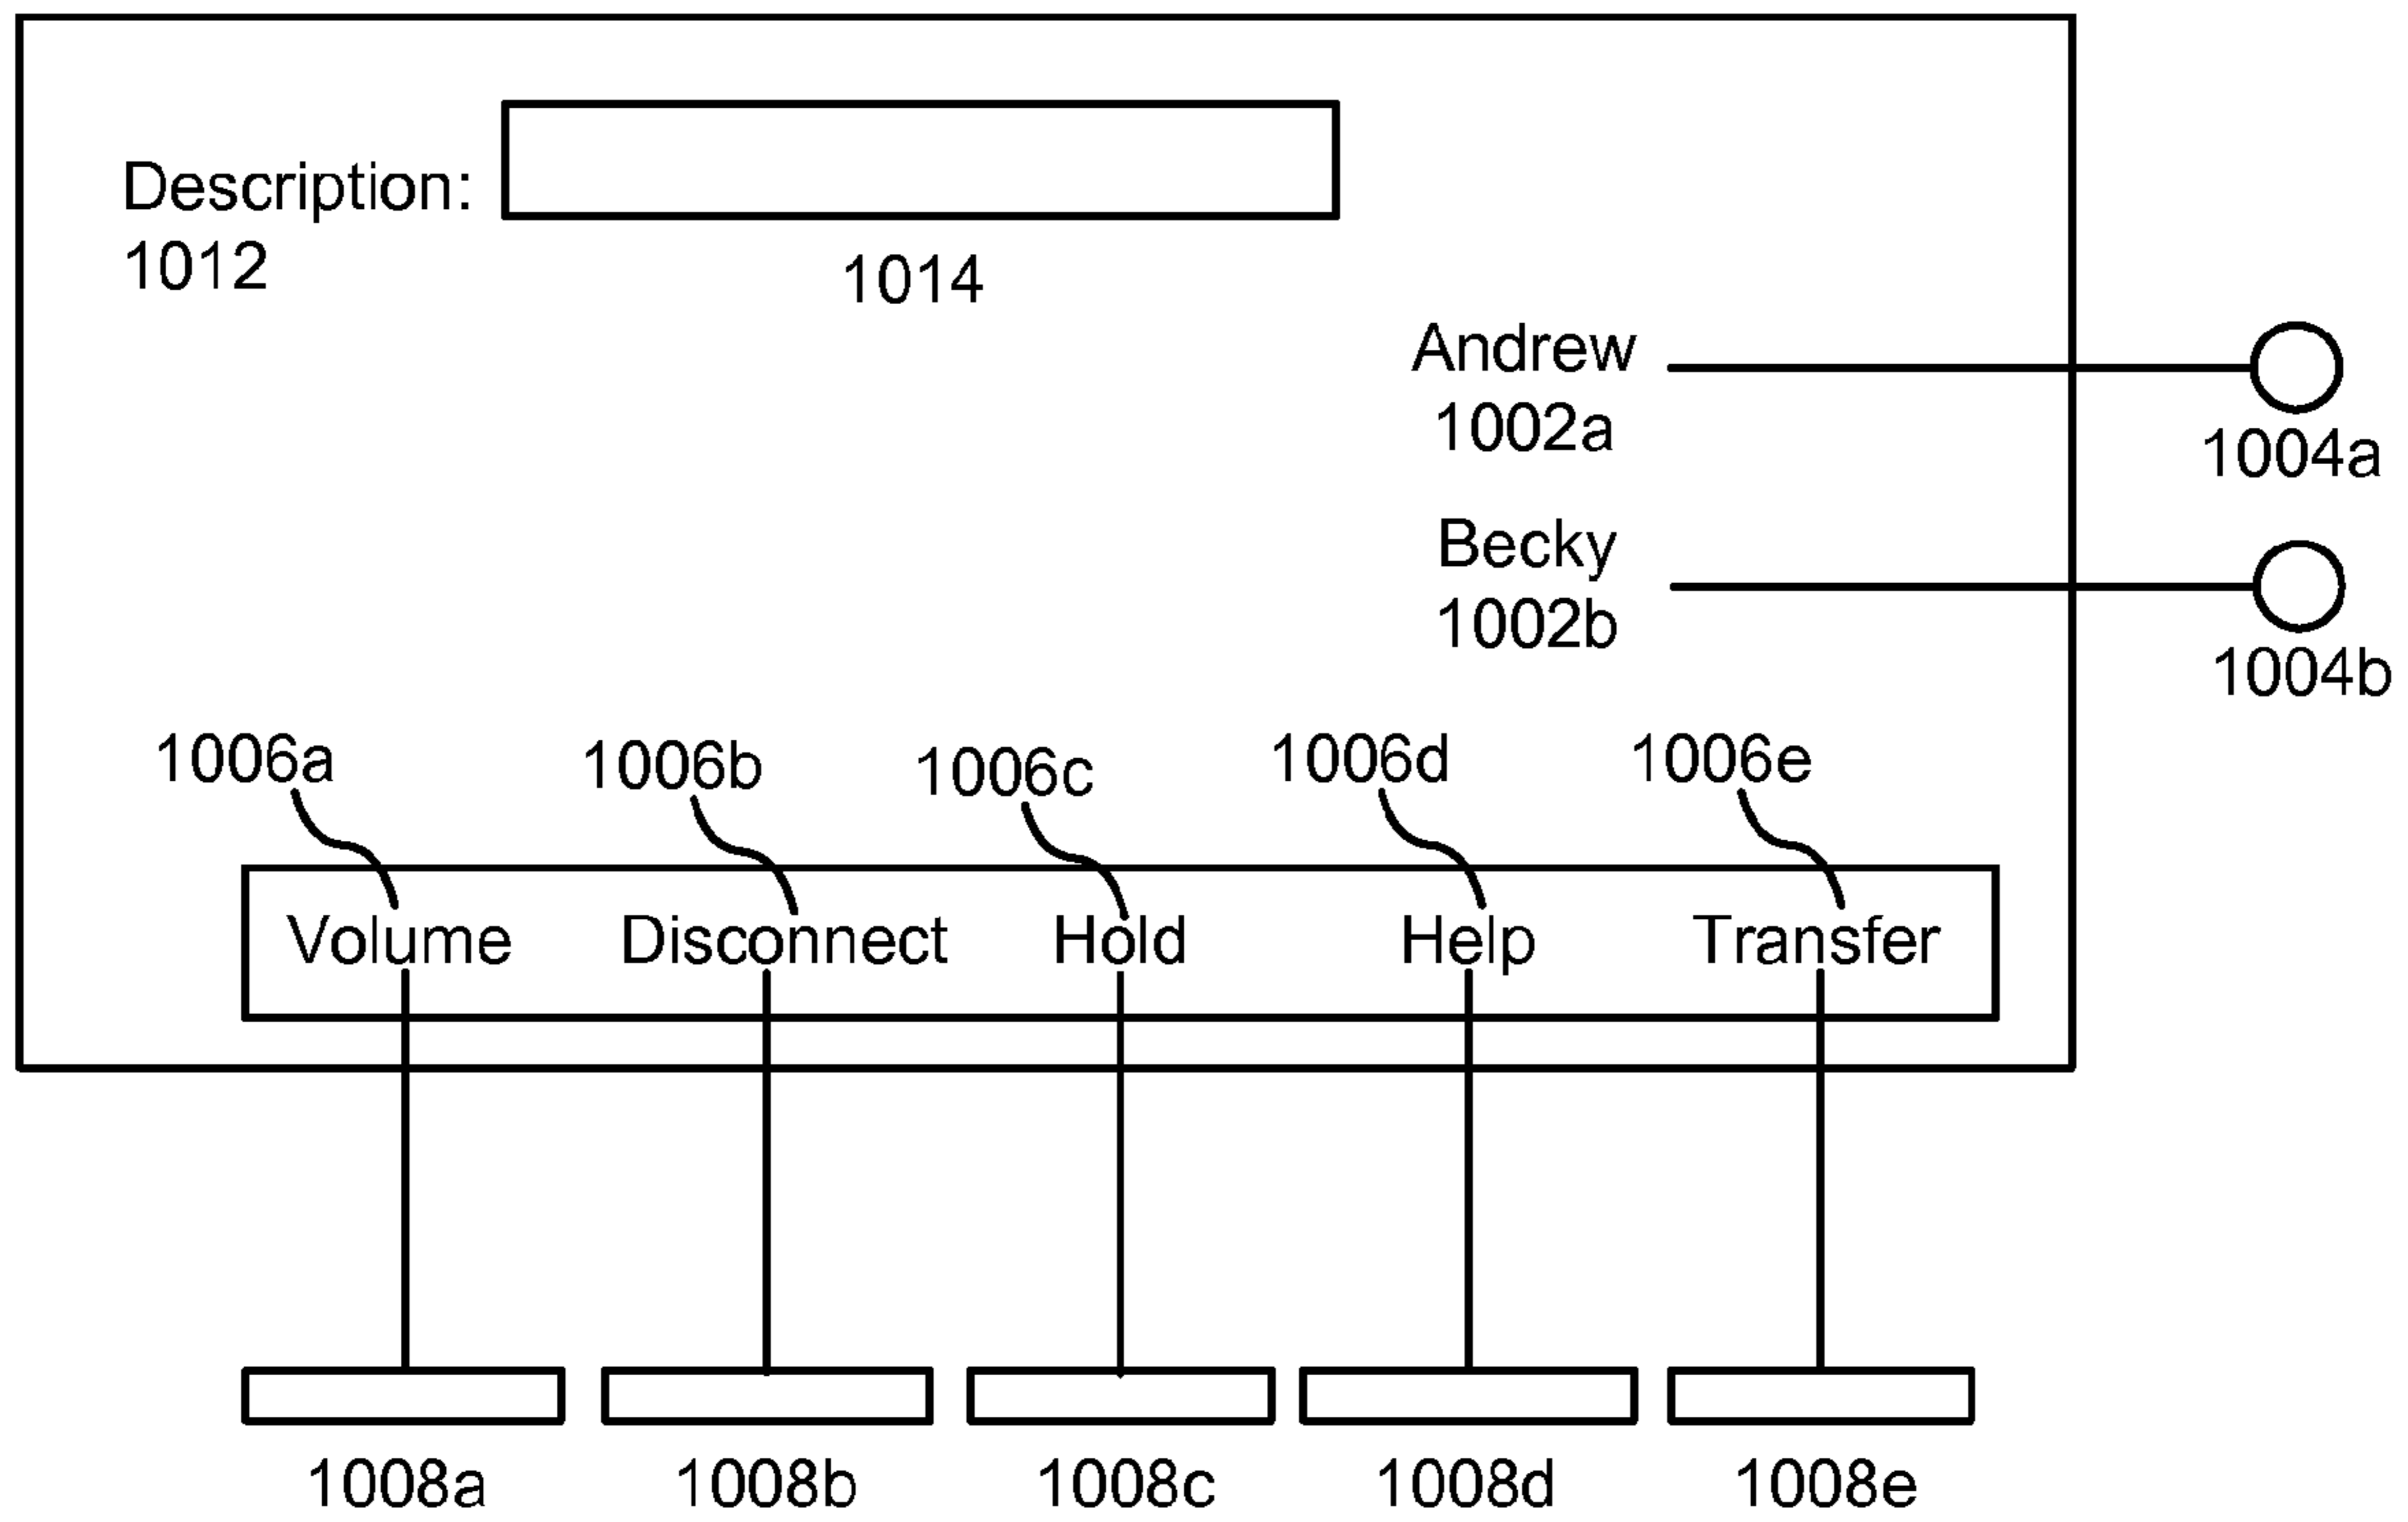 Description:
1012
1014
Andrew
1002a
1004a
Becky
1002b
1004b
1006a 1006b 1006c 1006d 1006e
Volume Disconnect Hold Help Transfer
1008a 1008b 1008c 1008d 1008e